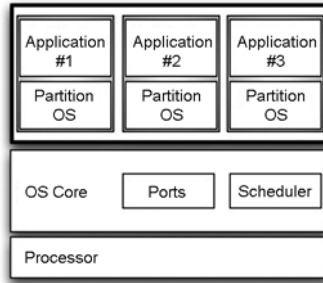 Application
#1
Application
#2
Application
#3
Partition
OS
Partition
OS
Partition
OS
OS Core
Ports
Scheduler
Processor